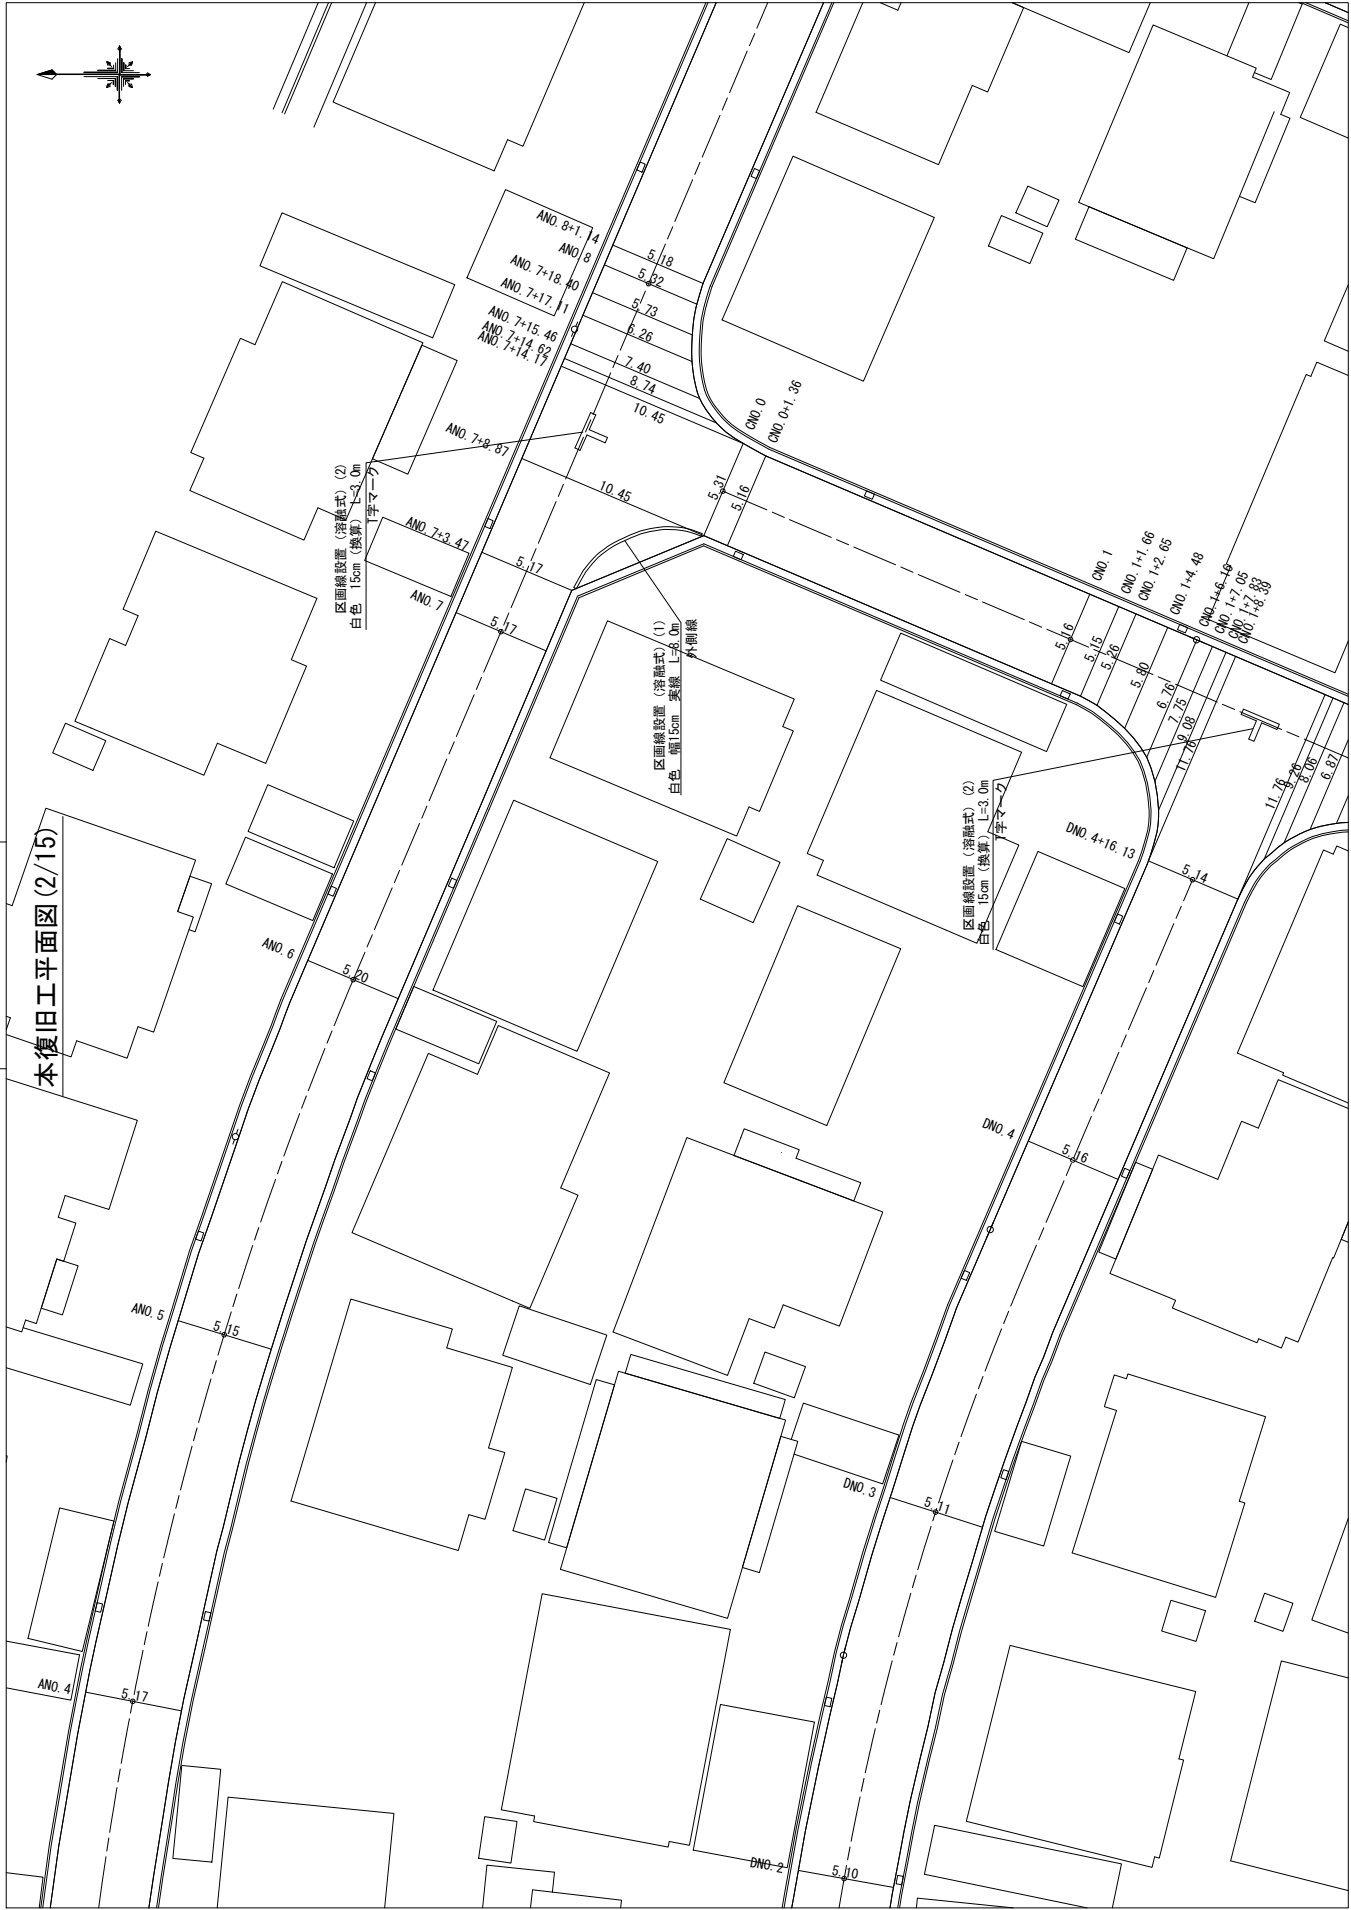 本復旧工平面図(2/15)
区画線設置 (溶融式) (2)
白色 15cm (換算) L=3.0m
T字マーク
区画線設置 (溶融式) (1)
白色 幅15cm 実線 L=8.0m
外側線
区画線設置 (溶融式) (2)
白色 15cm (換算) L=3.0m
T字マーク
ANO.4
5.17
ANO.5
5.15
ANO.6
5.20
ANO.7
5.17
ANO.7+3.47
5.17
ANO.7+8.87
10.45
ANO.7+14.17
10.45
ANO.7+14.62
8.74
ANO.7+15.46
7.40
ANO.7+17.11
6.26
ANO.7+18.40
5.73
ANO.8
5.32
ANO.8+1.14
5.18
CNO.0
5.31
CNO.0+1.36
5.16
CNO.1
5.16
CNO.1+1.66
5.15
CNO.1+2.65
5.26
CNO.1+4.48
5.80
CNO.1+6.16
6.76
CNO.1+7.05
7.75
CNO.1+7.83
9.08
CNO.1+8.39
11.76
11.76
9.26
8.06
6.87
DNO.2
5.10
DNO.3
5.11
DNO.4
5.16
DNO.4+16.13
5.14